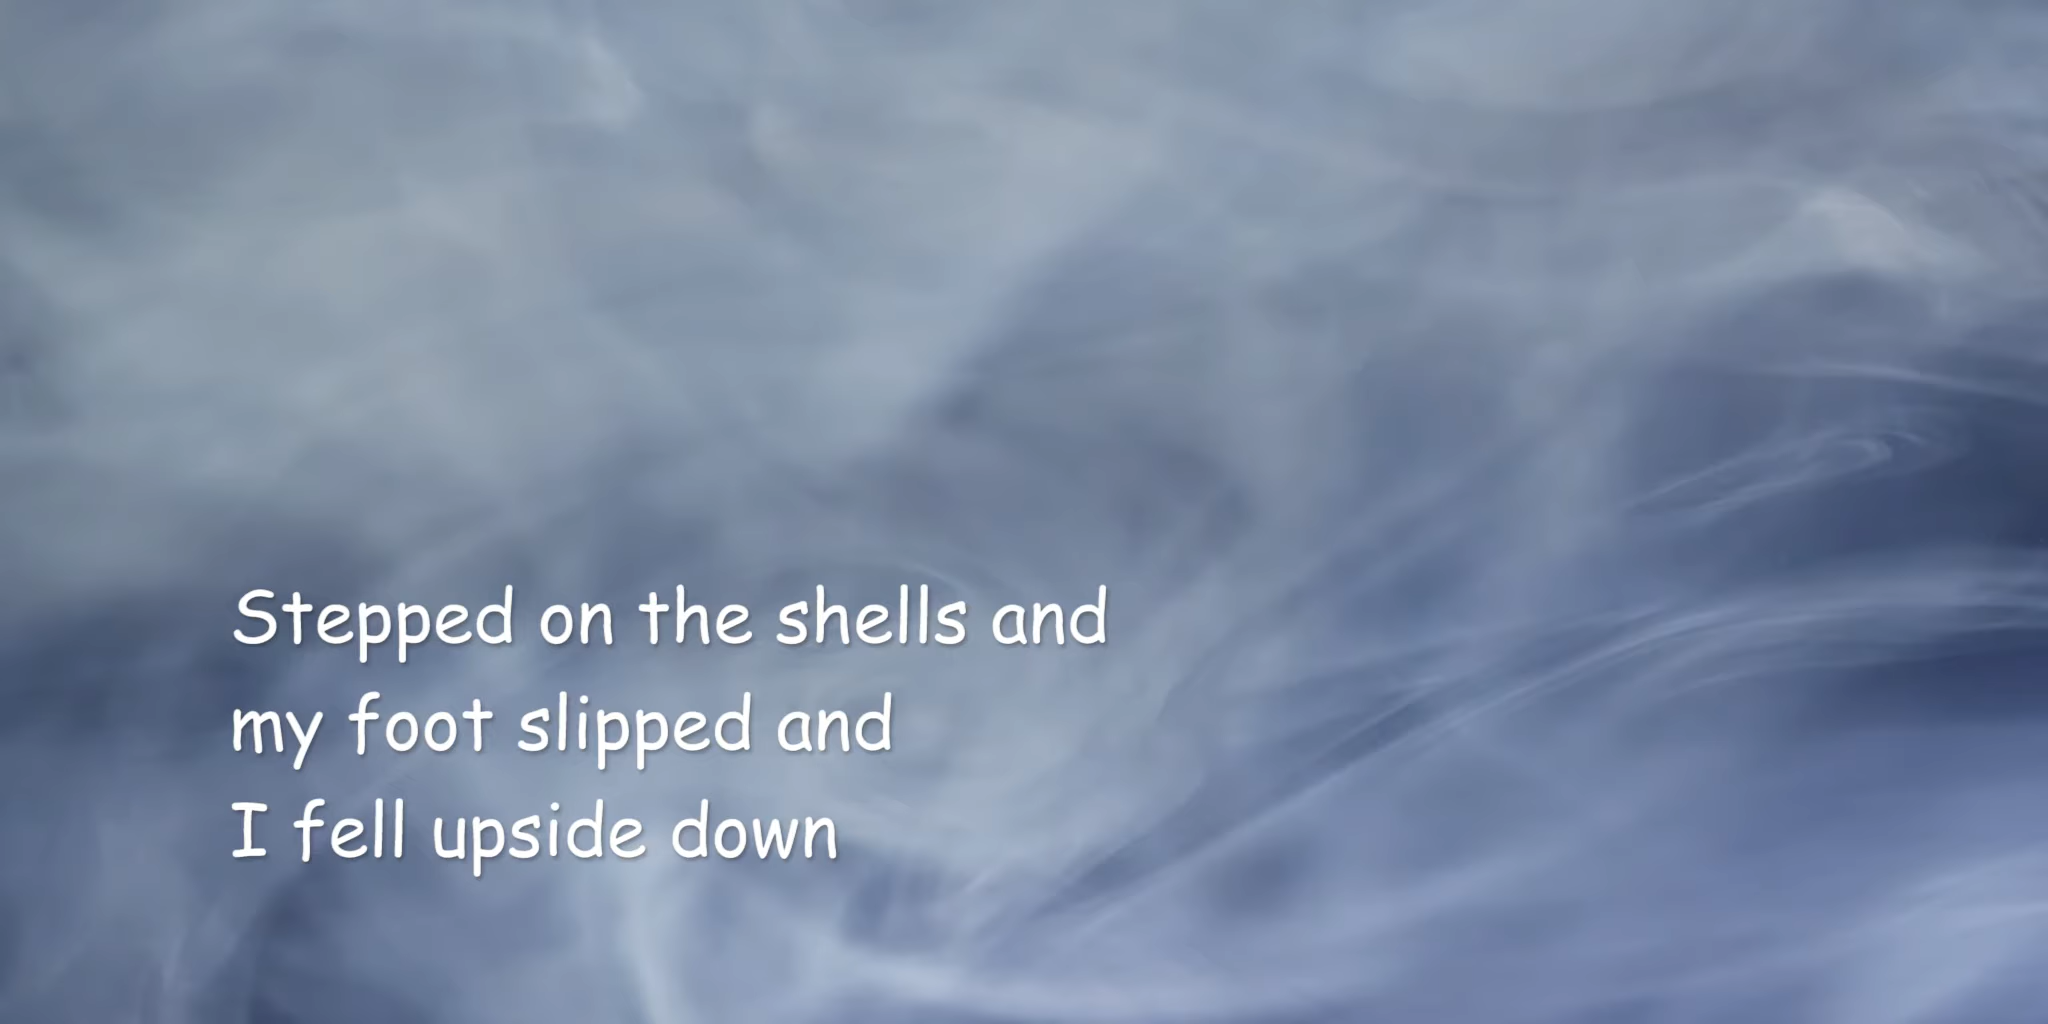 Stepped on the shells and
my foot slipped and
I fell upside down